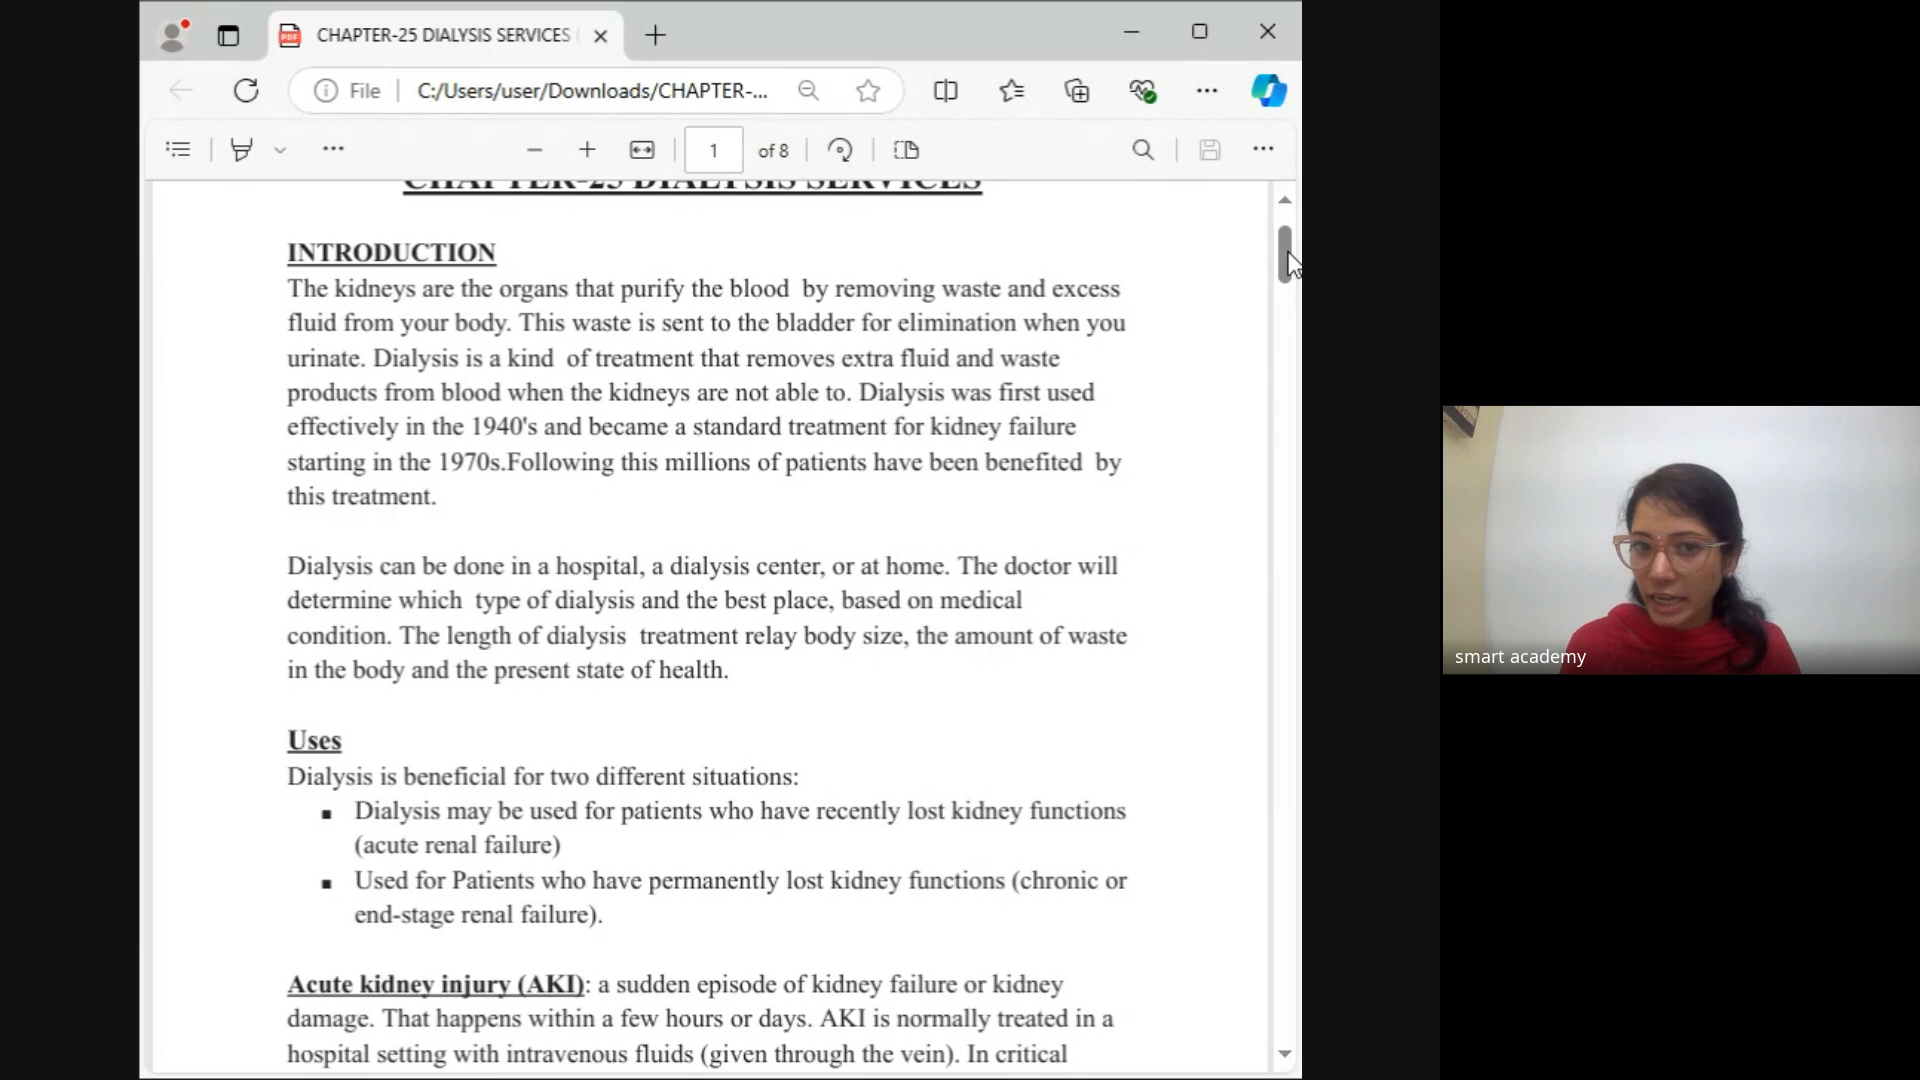 CHAPTER-25 DIALYSIS SERVICES (
File
C:/Users/user/Downloads/CHAPTER-...
1 of 8
CHAPTER-25 DIALYSIS SERVICES
INTRODUCTION
The kidneys are the organs that purify the blood by removing waste and excess
fluid from your body. This waste is sent to the bladder for elimination when you
urinate. Dialysis is a kind of treatment that removes extra fluid and waste
products from blood when the kidneys are not able to. Dialysis was first used
effectively in the 1940's and became a standard treatment for kidney failure
starting in the 1970s.Following this millions of patients have been benefited by
this treatment.
Dialysis can be done in a hospital, a dialysis center, or at home. The doctor will
determine which type of dialysis and the best place, based on medical
condition. The length of dialysis treatment relay body size, the amount of waste
in the body and the present state of health.
Uses
Dialysis is beneficial for two different situations:
▪ Dialysis may be used for patients who have recently lost kidney functions
(acute renal failure)
▪ Used for Patients who have permanently lost kidney functions (chronic or
end-stage renal failure).
Acute kidney injury (AKI): a sudden episode of kidney failure or kidney
damage. That happens within a few hours or days. AKI is normally treated in a
hospital setting with intravenous fluids (given through the vein). In critical
smart academy